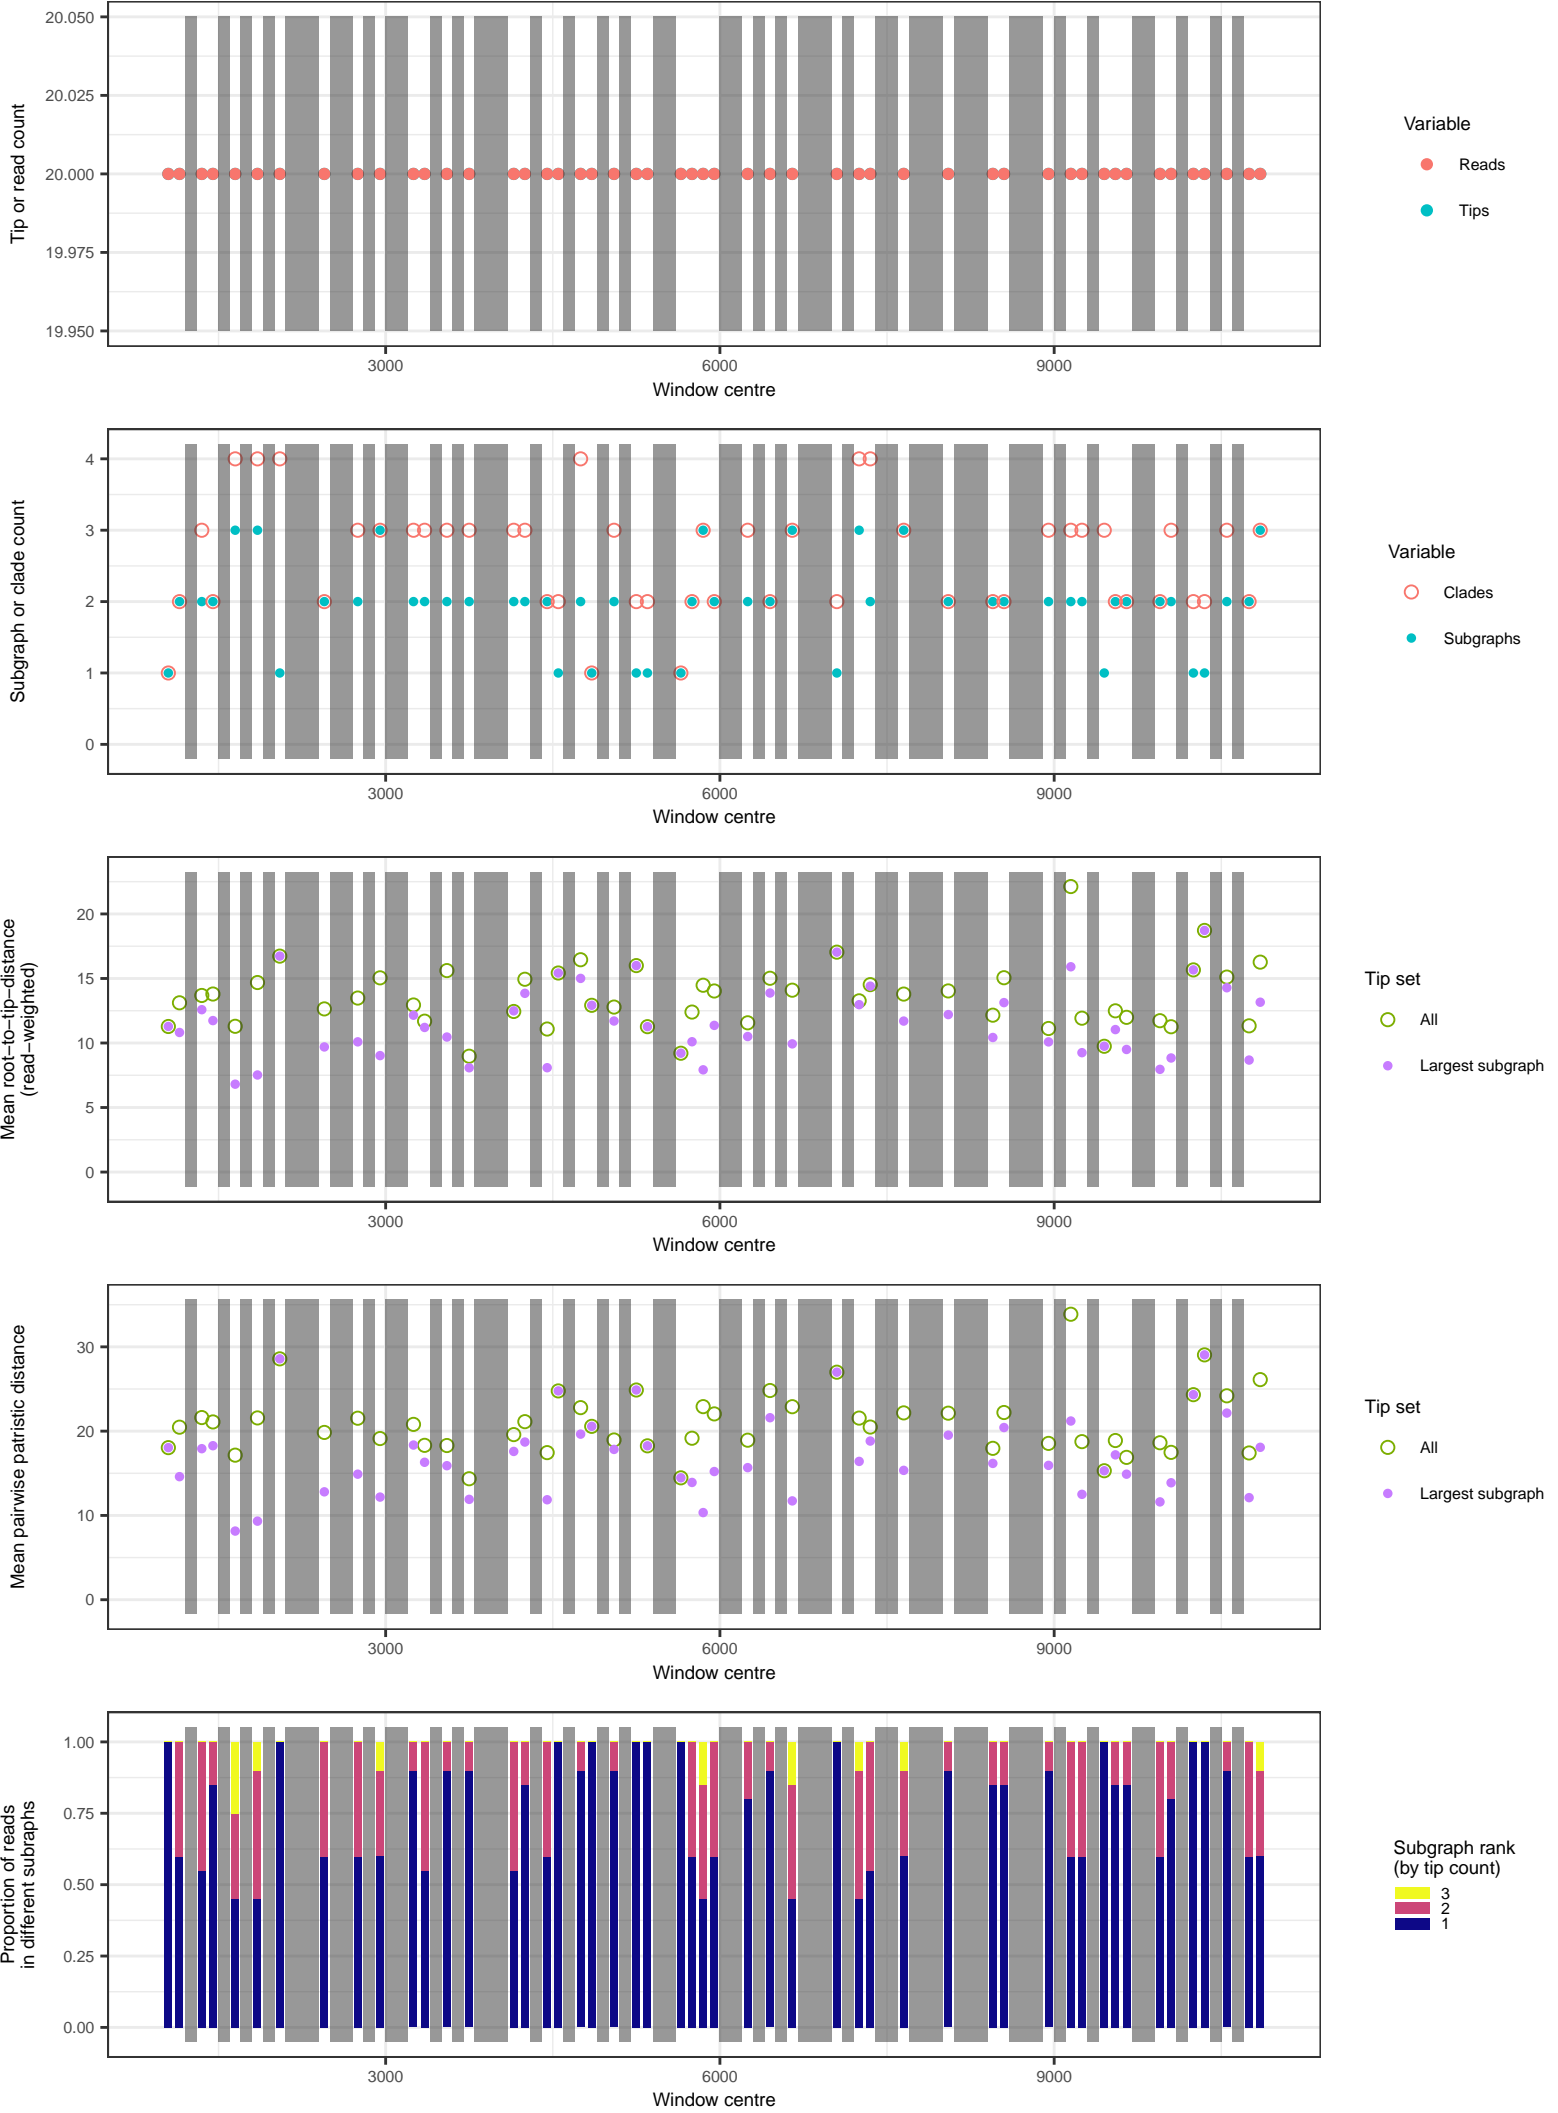 20.050
20.025
20.000
19.975
19.950
Tip or read count
3000
6000
9000
Window centre
Variable
Reads
Tips
4
3
2
1
0
Subgraph or clade count
3000
6000
9000
Window centre
Variable
Clades
Subgraphs
20
15
10
5
0
Mean root−to−tip−distance
(read−weighted)
3000
6000
9000
Window centre
Tip set
All
Largest subgraph
30
20
10
0
Mean pairwise patristic distance
3000
6000
9000
Window centre
Tip set
All
Largest subgraph
1.00
0.75
0.50
0.25
0.00
Proportion of reads
in different subraphs
3000
6000
9000
Window centre
Subgraph rank
(by tip count)
3
2
1